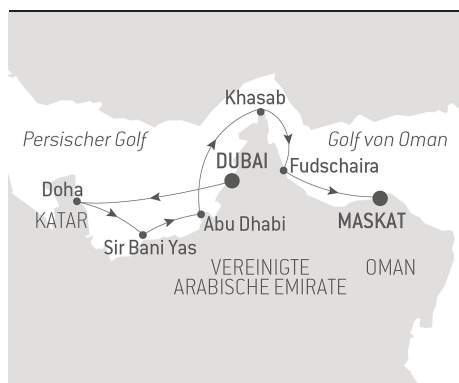 Khasab
Persischer Golf
Golf von Oman
DUBAI
Fudschaira
Doha
KATAR
Abu Dhabi
MASKAT
Sir Bani Yas
VEREINIGTE
ARABISCHE EMIRATE
OMAN